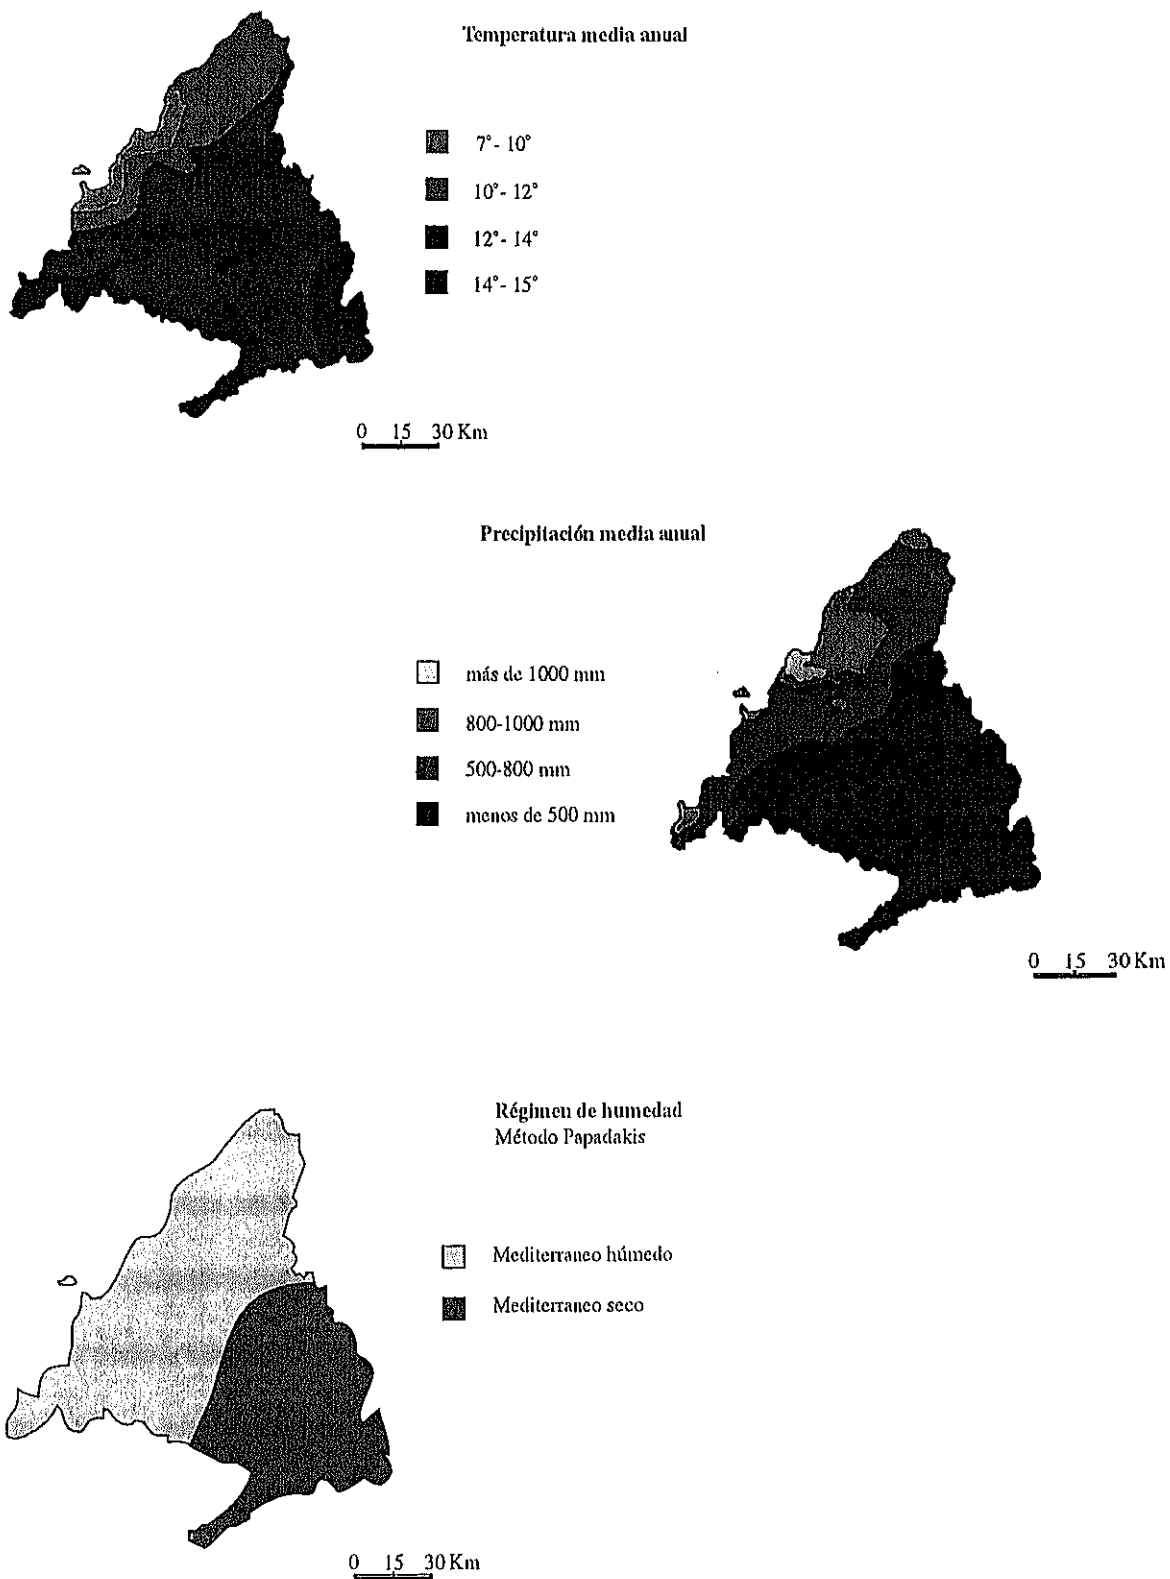 Temperatura media anual
7°- 10°
10°- 12°
12°- 14°
14°- 15°
0 15 30 Km
Precipitación media anual
más de 1000 mm
800-1000 mm
500-800 mm
menos de 500 mm
0 15 30 Km
Régimen de humedad
Método Papadakis
Mediterraneo húmedo
Mediterraneo seco
0 15 30 Km